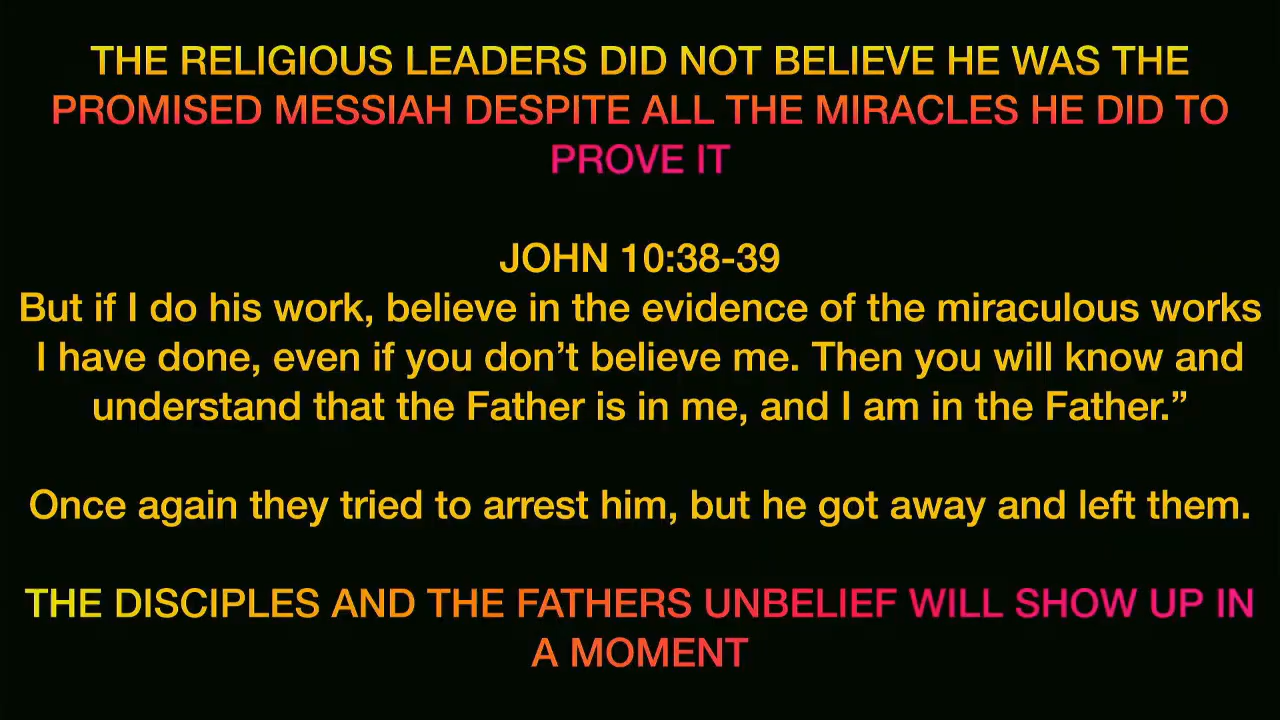 THE RELIGIOUS LEADERS DID NOT BELIEVE HE WAS THE
PROMISED MESSIAH DESPITE ALL THE MIRACLES HE DID TO
PROVE IT
JOHN 10:38-39
But if I do his work, believe in the evidence of the miraculous works
I have done, even if you don’t believe me. Then you will know and
understand that the Father is in me, and I am in the Father.”
Once again they tried to arrest him, but he got away and left them.
THE DISCIPLES AND THE FATHERS UNBELIEF WILL SHOW UP IN
A MOMENT